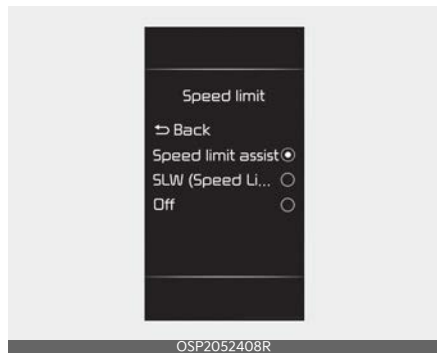 Speed limit
Back
Speed limit assist
SLW (Speed Li...
Off
OSP2052408R